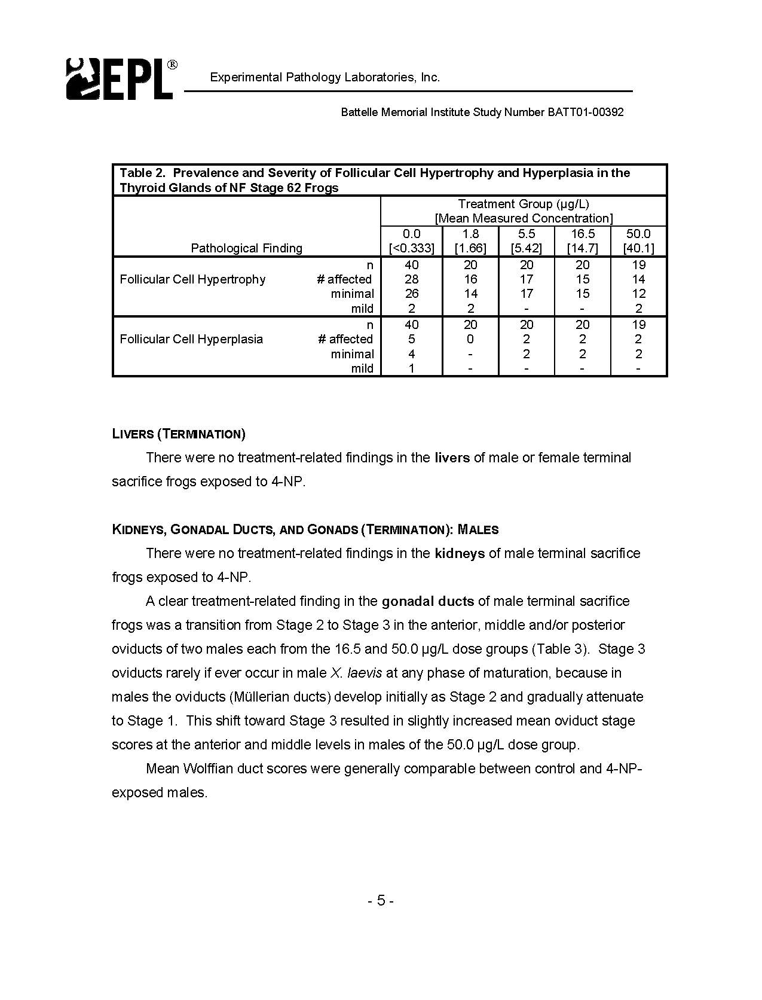 EPL®
Experimental Pathology Laboratories, Inc.
Battelle Memorial Institute Study Number BATT01-00392
Table 2. Prevalence and Severity of Follicular Cell Hypertrophy and Hyperplasia in the
Thyroid Glands of NF Stage 62 Frogs
Treatment Group (µg/L)
[Mean Measured Concentration]
0.0 1.8 5.5 16.5 50.0
Pathological Finding [<0.333] [1.66] [5.42] [14.7] [40.1]
n 40 20 20 20 19
Follicular Cell Hypertrophy # affected 28 16 17 15 14
minimal 26 14 17 15 12
mild 2 2 - - 2
n 40 20 20 20 19
Follicular Cell Hyperplasia # affected 5 0 2 2 2
minimal 4 - 2 2 2
mild 1 - - - -
LIVERS (TERMINATION)
There were no treatment-related findings in the livers of male or female terminal
sacrifice frogs exposed to 4-NP.
KIDNEYS, GONADAL DUCTS, AND GONADS (TERMINATION): MALES
There were no treatment-related findings in the kidneys of male terminal sacrifice
frogs exposed to 4-NP.
A clear treatment-related finding in the gonadal ducts of male terminal sacrifice
frogs was a transition from Stage 2 to Stage 3 in the anterior, middle and/or posterior
oviducts of two males each from the 16.5 and 50.0 µg/L dose groups (Table 3). Stage 3
oviducts rarely if ever occur in male X. laevis at any phase of maturation, because in
males the oviducts (Müllerian ducts) develop initially as Stage 2 and gradually attenuate
to Stage 1. This shift toward Stage 3 resulted in slightly increased mean oviduct stage
scores at the anterior and middle levels in males of the 50.0 µg/L dose group.
Mean Wolffian duct scores were generally comparable between control and 4-NP-
exposed males.
- 5 -